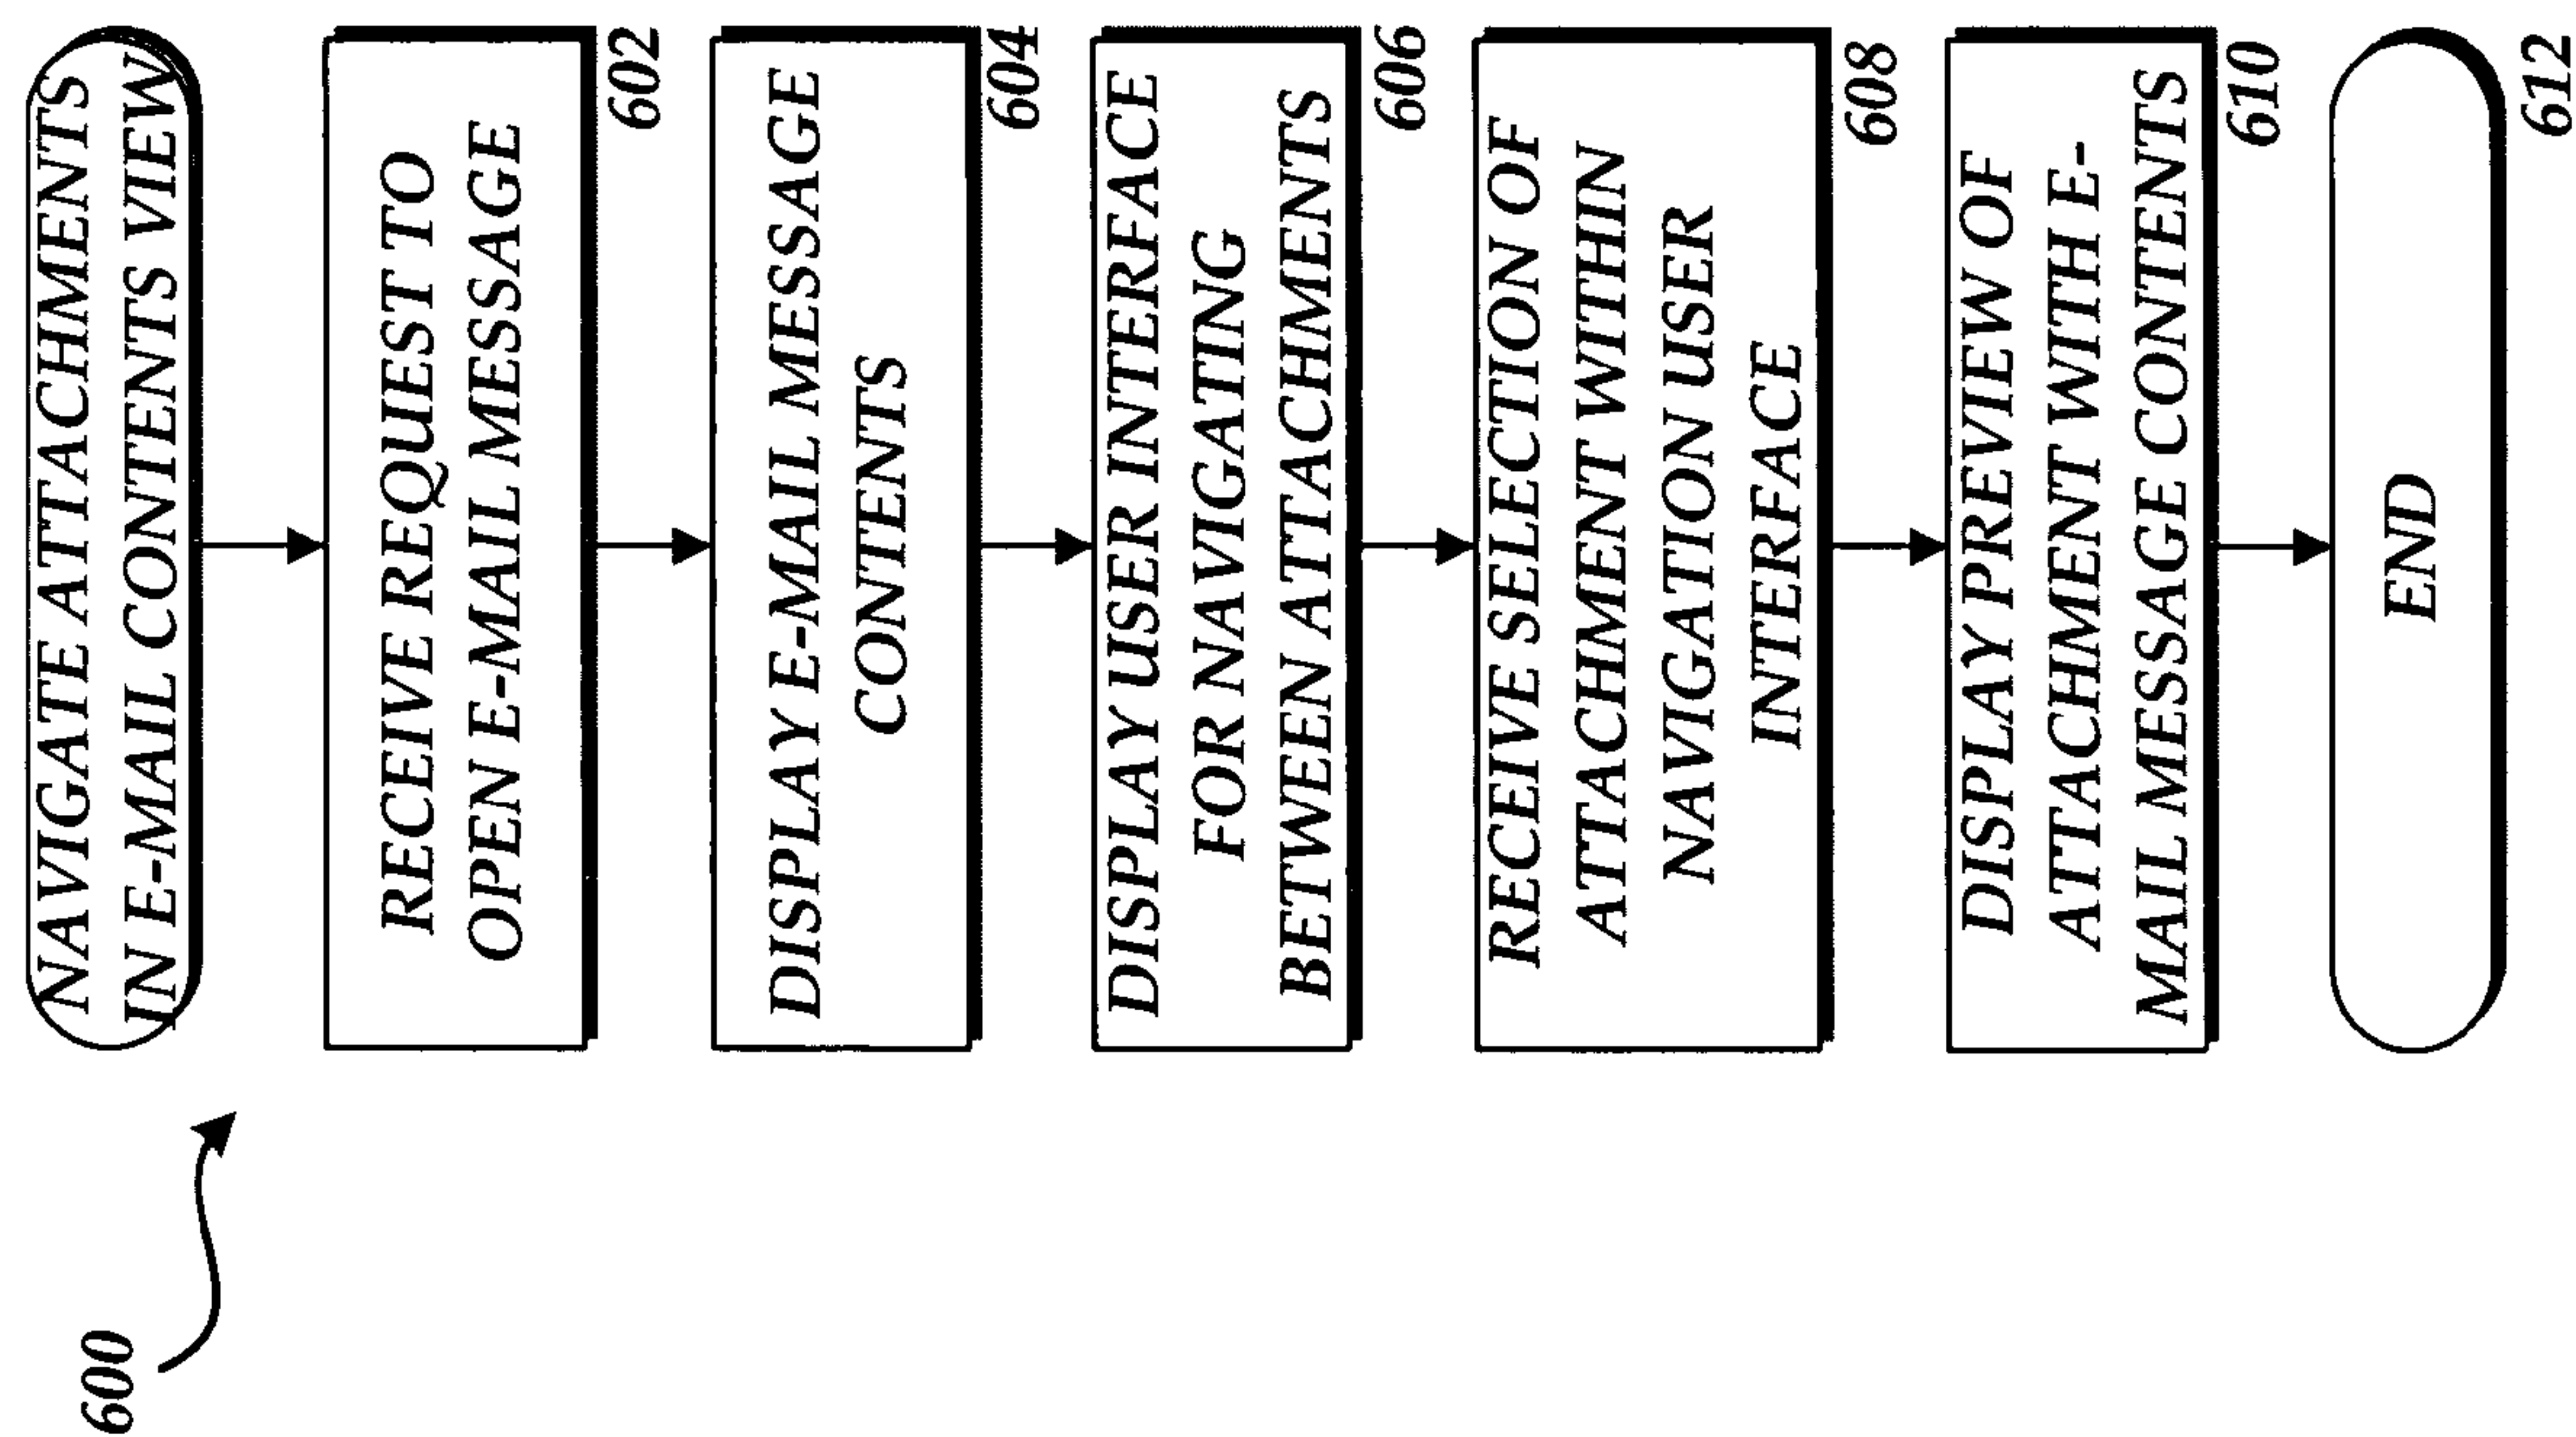 600
NAVIGATE ATTACHMENTS
IN E-MAIL CONTENTS VIEW
RECEIVE REQUEST TO
OPEN E-MAIL MESSAGE
602
DISPLAY E-MAIL MESSAGE
CONTENTS
604
DISPLAY USER INTERFACE
FOR NAVIGATING
BETWEEN ATTACHMENTS
606
RECEIVE SELECTION OF
ATTACHMENT WITHIN
NAVIGATION USER
INTERFACE
608
DISPLAY PREVIEW OF
ATTACHMENT WITH E-
MAIL MESSAGE CONTENTS
610
END
612